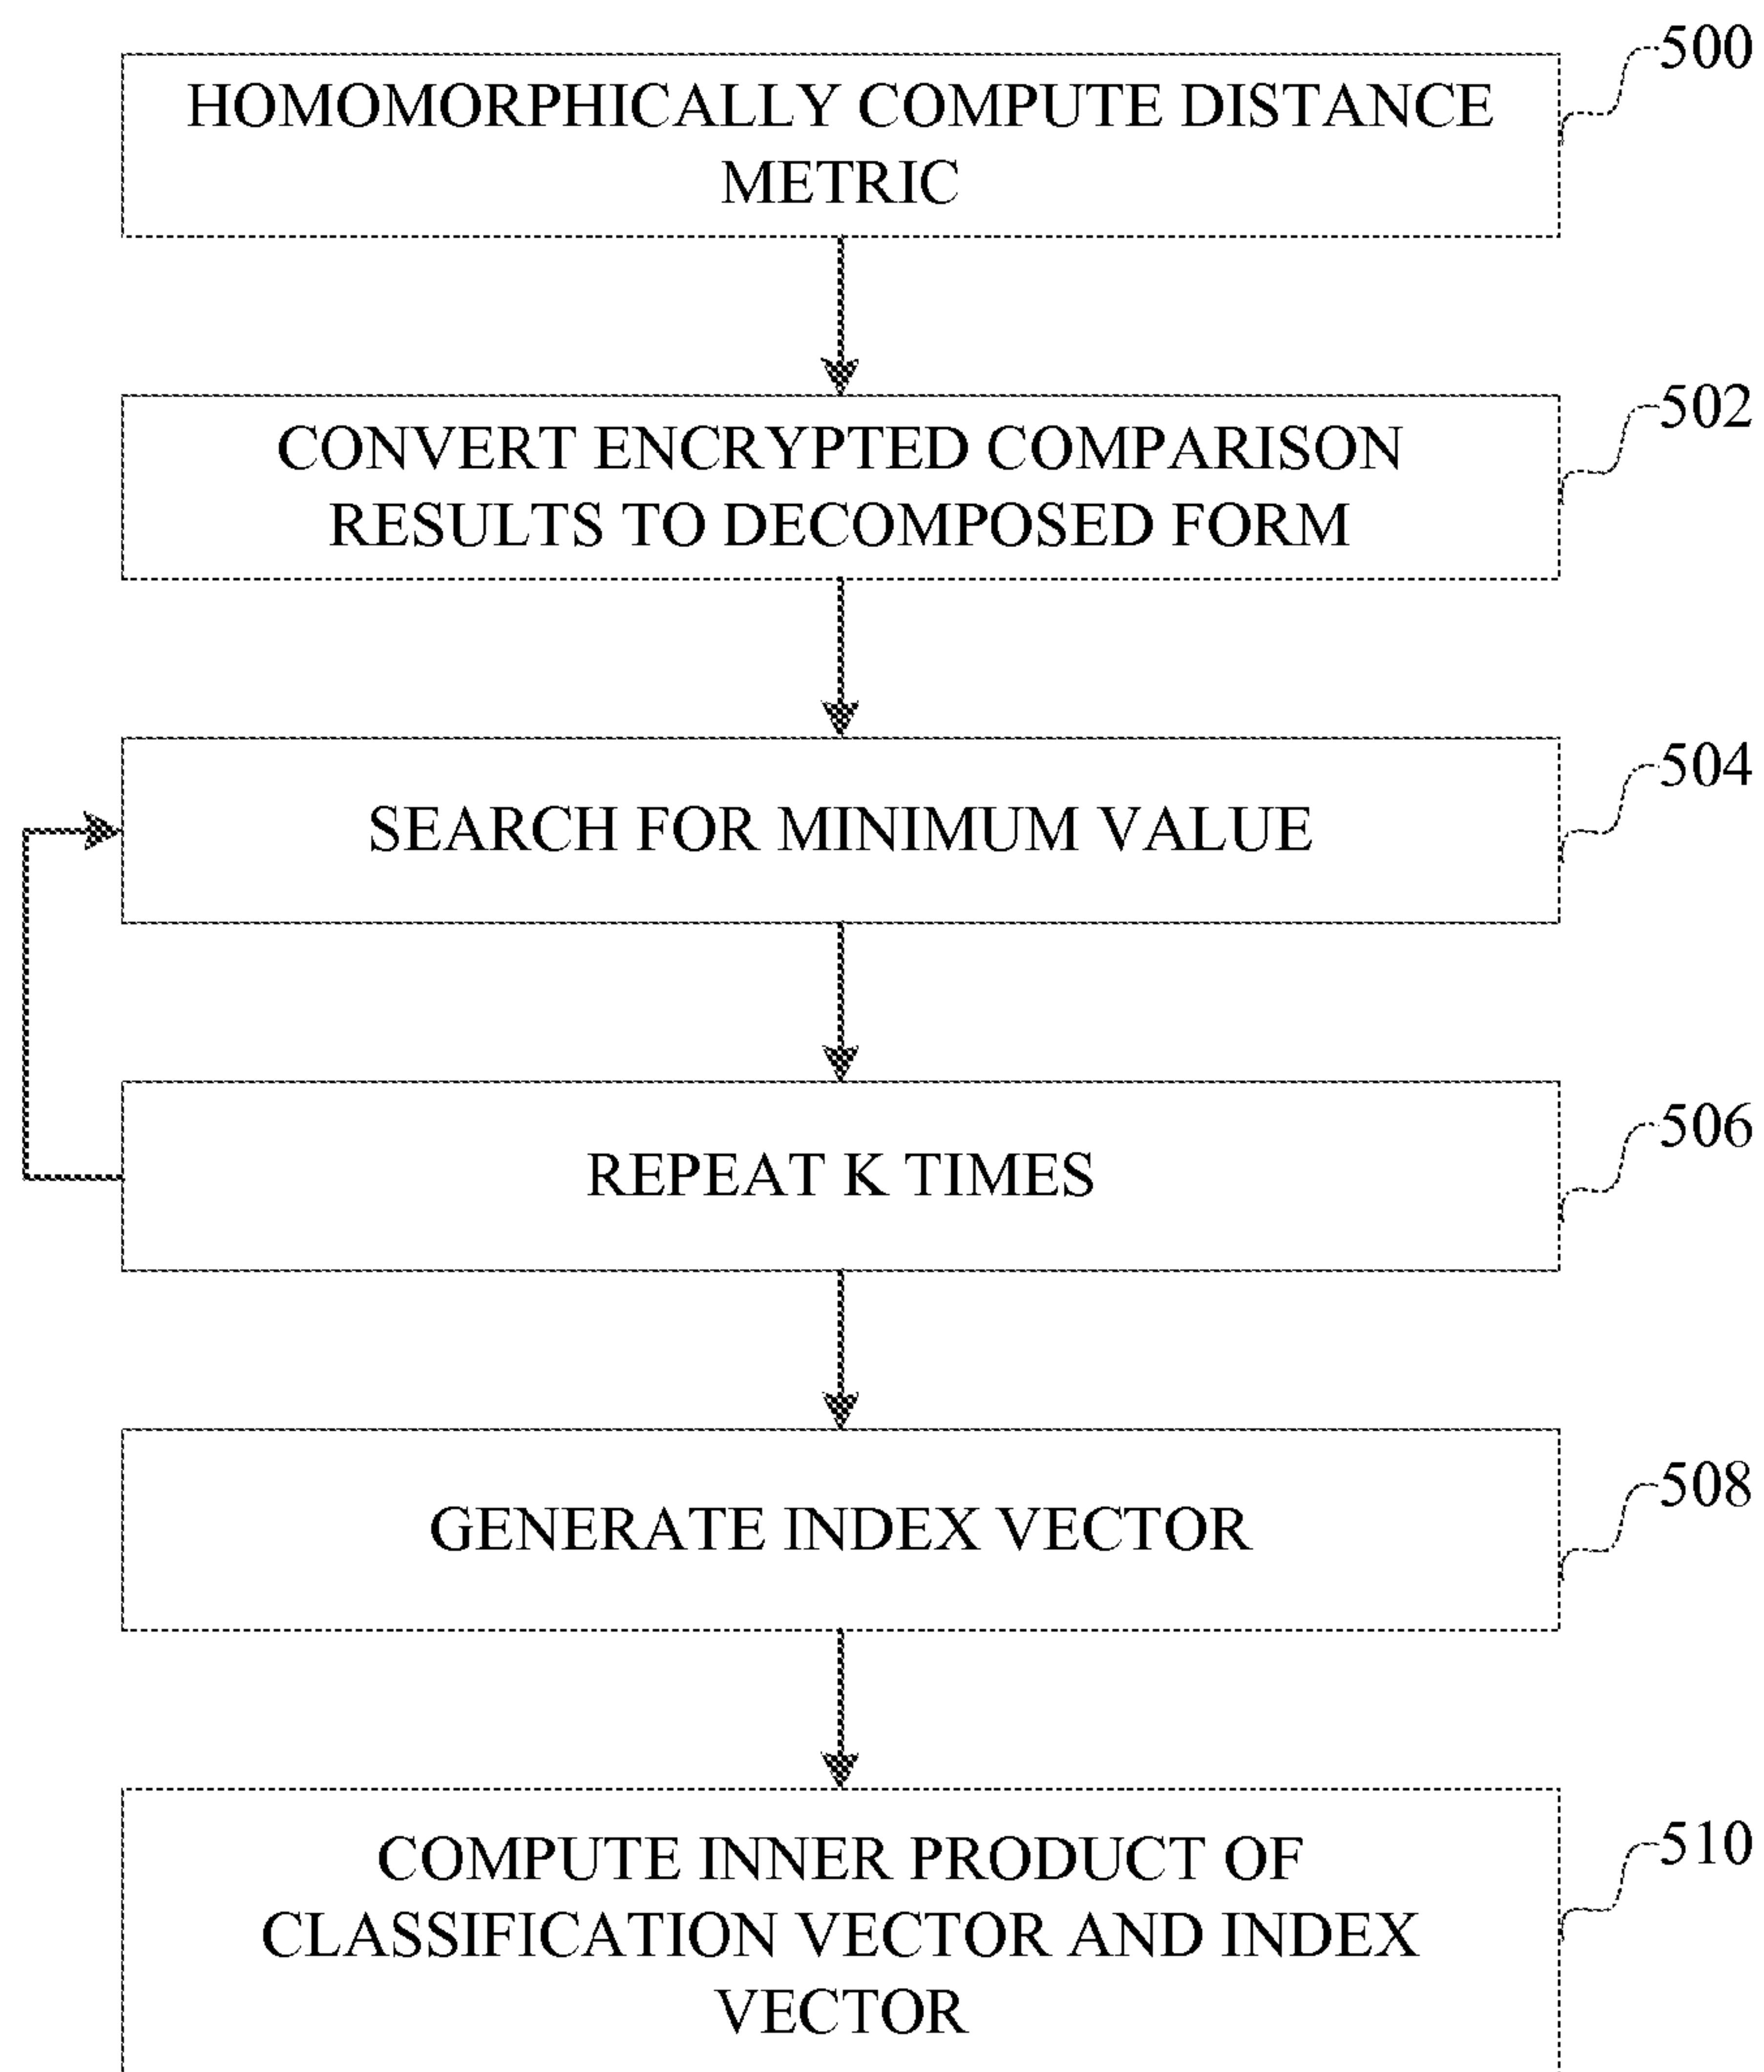 500
HOMOMORPHICALLY COMPUTE DISTANCE
METRIC
502
CONVERT ENCRYPTED COMPARISON
RESULTS TO DECOMPOSED FORM
504
SEARCH FOR MINIMUM VALUE
506
REPEAT K TIMES
508
GENERATE INDEX VECTOR
510
COMPUTE INNER PRODUCT OF
CLASSIFICATION VECTOR AND INDEX
VECTOR